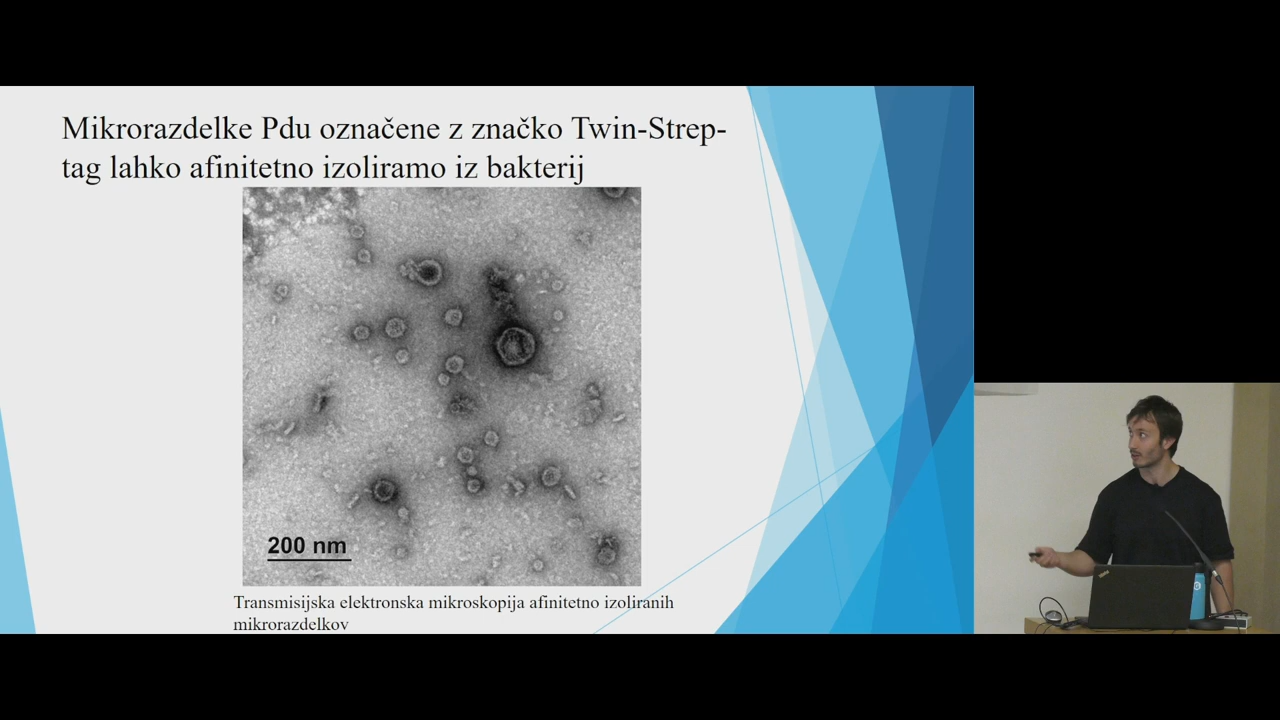 Mikrorazdelke Pdu označene z značko Twin-Strep-
tag lahko afinitetno izoliramo iz bakterij
200 nm
Transmisijska elektronska mikroskopija afinitetno izoliranih
mikrorazdelkov